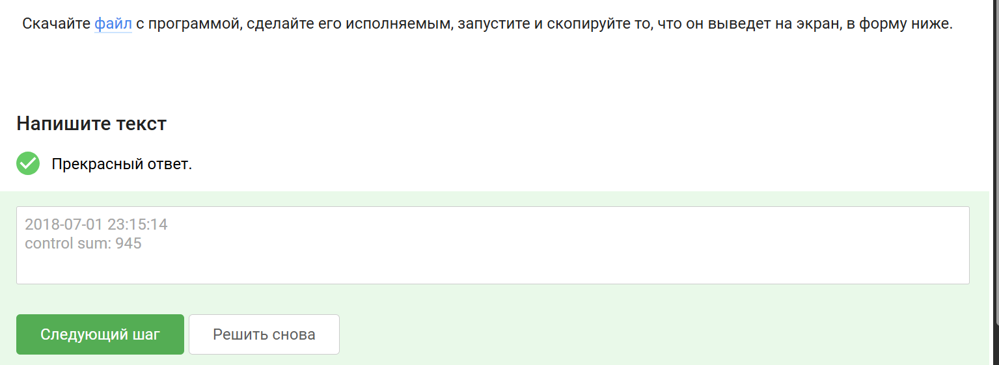 Скачайте файл с программой, сделайте его исполняемым, запустите и скопируйте то, что он выведет на экран, в форму ниже.
Напишите текст
Прекрасный ответ.
2018-07-01 23:15:14
control sum: 945
Следующий шаг
Решить снова